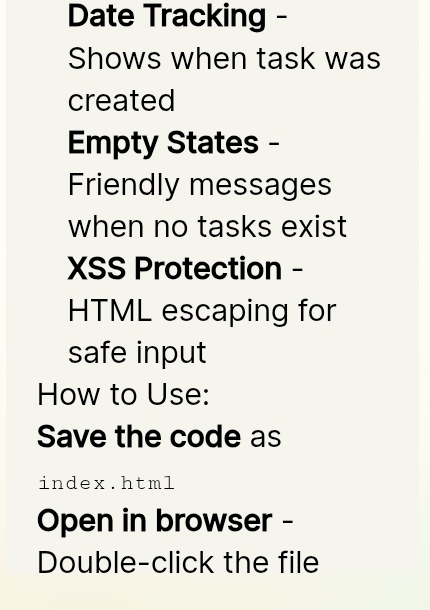 Date Tracking -
Shows when task was
created
Empty States -
Friendly messages
when no tasks exist
XSS Protection -
HTML escaping for
safe input
How to Use:
Save the code as
index.html
Open in browser -
Double-click the file